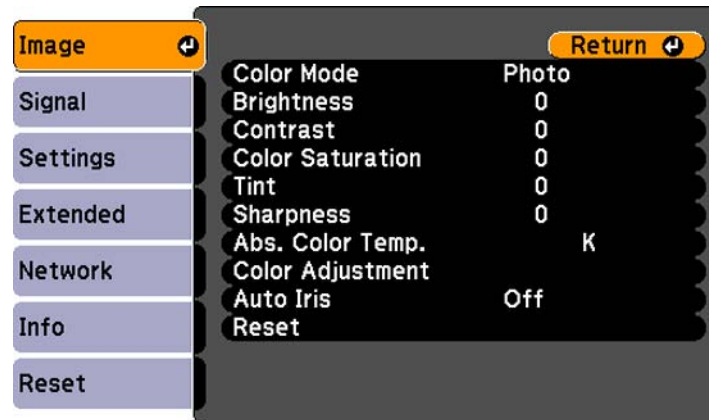 Image
Signal
Settings
Extended
Network
Info
Reset
Return
Color Mode Photo
Brightness 0
Contrast 0
Color Saturation 0
Tint 0
Sharpness 0
Abs. Color Temp. K
Color Adjustment
Auto Iris Off
Reset